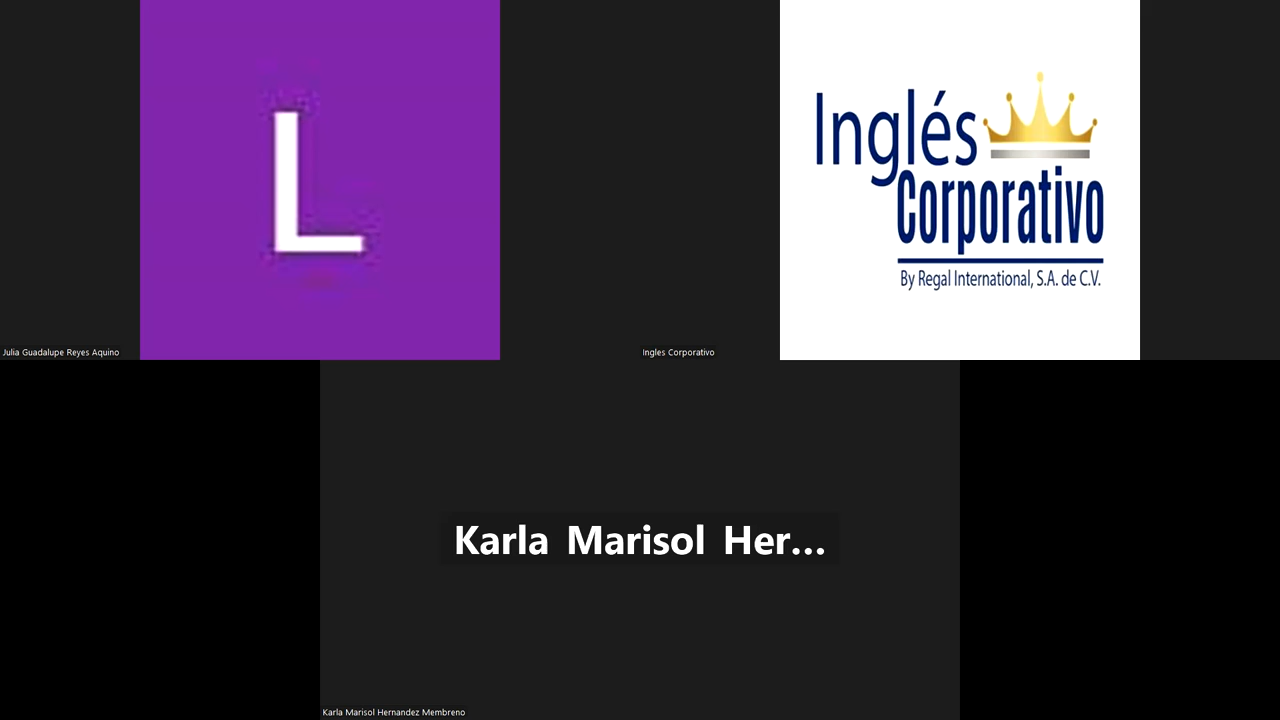 L
Inglés
Corporativo
By Regal International, S.A. de C.V.
Julia Guadalupe Reyes Aquino
Ingles Corporativo
Karla Marisol Her...
Karla Marisol Hernandez Membreno